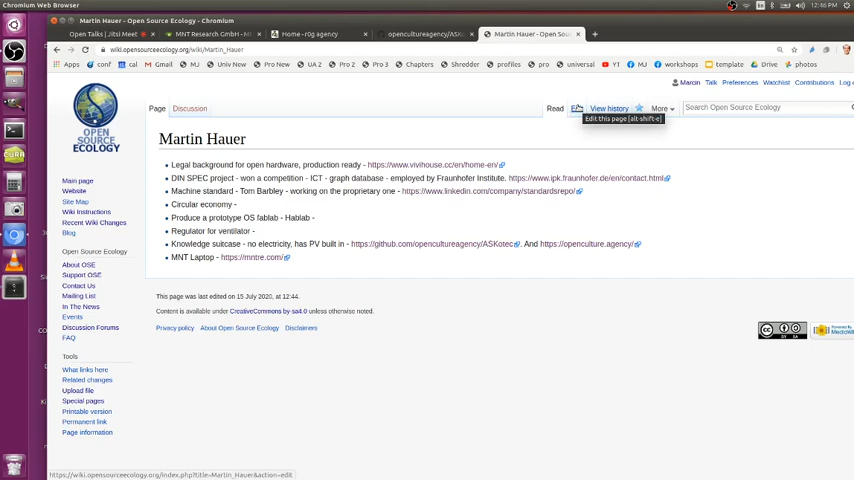 Chromium Web Browser
12:46 PM
Martin Hauer - Open Source Ecology - Chromium
Open Talks | Jitsi Meet
MNT Research GmbH - M
Home - r0g agency
opencultureagency/ASK
Martin Hauer - Open Sou
wiki.opensourceecology.org/wiki/Martin_Hauer
Apps conf cal Gmail MJ Univ New Pro New UA 2 Pro 2 Pro 3 Chapters Shredder profiles pro universal YT MJ workshops template Drive photos
Marcin Talk Preferences Watchlist Contributions Log
Page Discussion Read View history More Search Open Source Ecology
Edit this page [alt-shift-e]
OPEN SOURCE
ECOLOGY
Martin Hauer
Legal background for open hardware, production ready - https://www.vivihouse.cc/en/home-en/
DIN SPEC project - won a competition - ICT - graph database - employed by Fraunhofer Institute. https://www.ipk.fraunhofer.de/en/contact.html
Machine standard - Tom Barbley - working on the proprietary one - https://www.linkedin.com/company/standardsrepo/
Circular economy -
Produce a prototype OS fablab - Hablab -
Regulator for ventilator -
Knowledge suitcase - no electricity, has PV built in - https://github.com/opencultureagency/ASKotec. And https://openculture.agency/
MNT Laptop - https://mntre.com/
This page was last edited on 15 July 2020, at 12:44.
Content is available under CreativeCommons by-sa4.0 unless otherwise noted.
Privacy policy About Open Source Ecology Disclaimers
Main page
Website
Site Map
Wiki Instructions
Recent Wiki Changes
Blog
Open Source Ecology
About OSE
Support OSE
Contact Us
Mailing List
In The News
Events
Discussion Forums
FAQ
Tools
What links here
Related changes
Upload file
Special pages
Printable version
Permanent link
Page information
https://wiki.opensourceecology.org/index.php?title=Martin_Hauer&action=edit